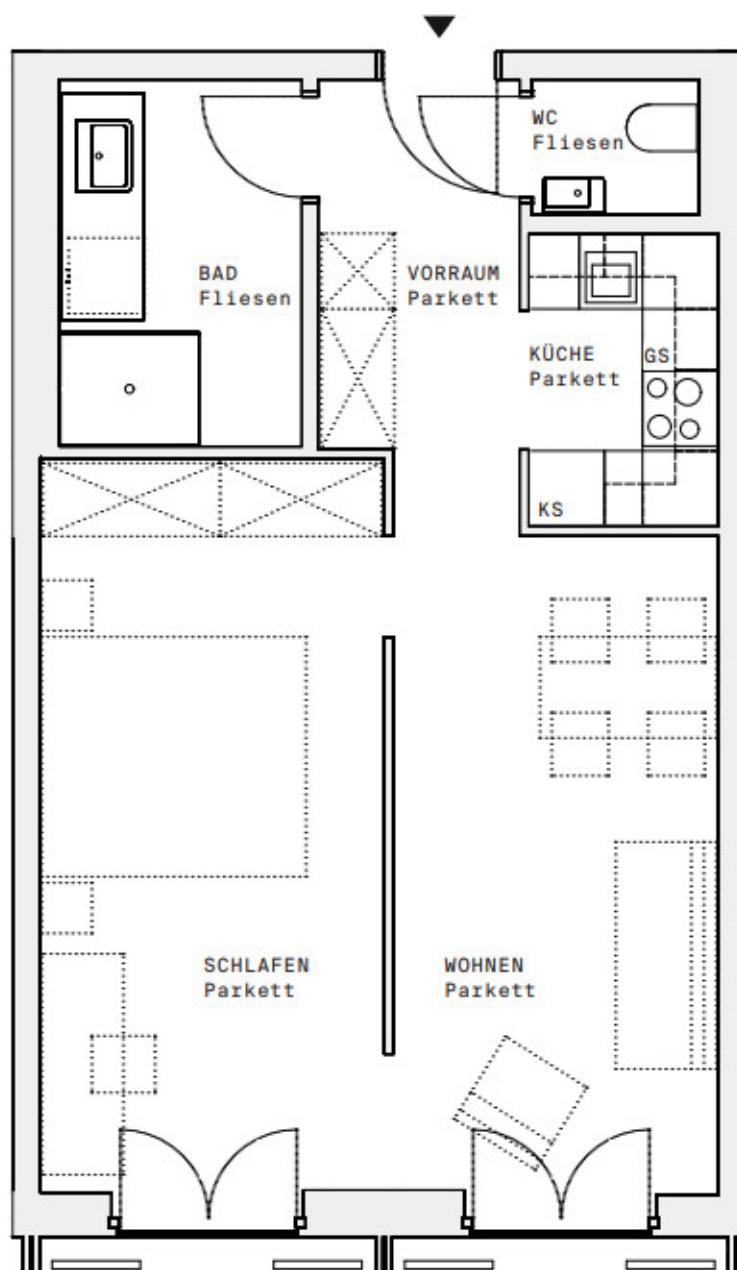 WC
Fliesen
BAD
Fliesen
VORRAUM
Parkett
KÜCHE
Parkett
GS
KS
SCHLAFEN
Parkett
WOHNEN
Parkett